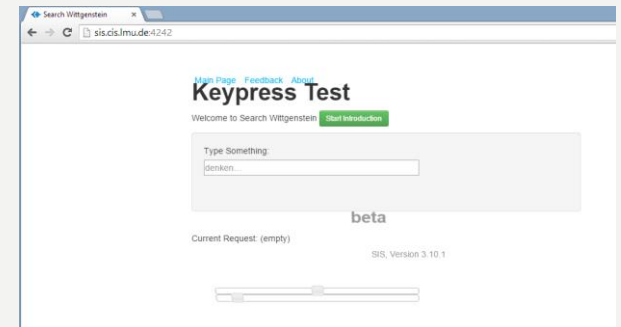 Search Wittgenstein
sis.cis.lmu.de:4242
Main Page Feedback About
Keypress Test
Welcome to Search Wittgenstein Start Introduction
Type Something:
denken...
beta
Current Request: (empty)
SIS, Version 3.10.1